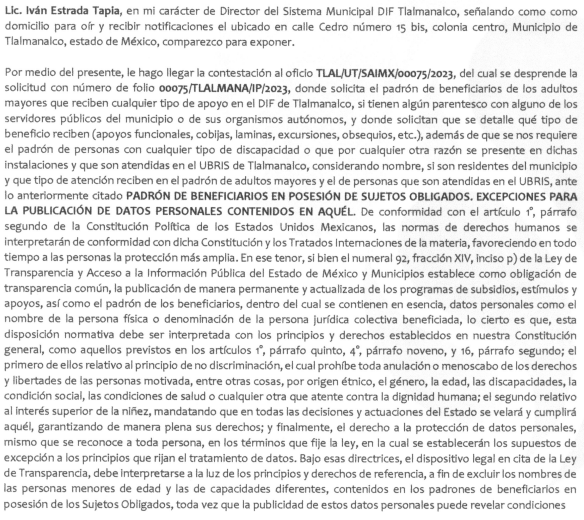 Lic. Iván Estrada Tapia, en mi carácter de Director del Sistema Municipal DIF Tlalmanalco, señalando como como
domicilio para oír y recibir notificaciones el ubicado en calle Cedro número 15 bis, colonia centro, Municipio de
Tlalmanalco, estado de México, comparezco para exponer.
Por medio del presente, le hago llegar la contestación al oficio TLAL/UT/SAIMX/00075/2023, del cual se desprende la
solicitud con número de folio 00075/TLALMANA/IP/2023, donde solicita el padrón de beneficiarios de los adultos
mayores que reciben cualquier tipo de apoyo en el DIF de Tlalmanalco, si tienen algún parentesco con alguno de los
servidores públicos del municipio o de sus organismos autónomos, y donde solicitan que se detalle qué tipo de
beneficio reciben (apoyos funcionales, cobijas, laminas, excursiones, obsequios, etc.), además de que se nos requiere
el padrón de personas con cualquier tipo de discapacidad o que por cualquier otra razón se presente en dichas
instalaciones y que son atendidas en el UBRIS de Tlalmanalco, considerando nombre, si son residentes del municipio
y que tipo de atención reciben en el padrón de adultos mayores y el de personas que son atendidas en el UBRIS, ante
lo anteriormente citado PADRÓN DE BENEFICIARIOS EN POSESIÓN DE SUJETOS OBLIGADOS. EXCEPCIONES PARA
LA PUBLICACIÓN DE DATOS PERSONALES CONTENIDOS EN AQUÉL. De conformidad con el artículo 1°, párrafo
segundo de la Constitución Política de los Estados Unidos Mexicanos, las normas de derechos humanos se
interpretarán de conformidad con dicha Constitución y los Tratados Internaciones de la materia, favoreciendo en todo
tiempo a las personas la protección más amplia. En ese tenor, si bien el numeral 92, fracción XIV, inciso p) de la Ley de
Transparencia y Acceso a la Información Pública del Estado de México y Municipios establece como obligación de
transparencia común, la publicación de manera permanente y actualizada de los programas de subsidios, estímulos y
apoyos, así como el padrón de los beneficiarios, dentro del cual se contienen en esencia, datos personales como el
nombre de la persona física o denominación de la persona jurídica colectiva beneficiada, lo cierto es que, esta
disposición normativa debe ser interpretada con los principios y derechos establecidos en nuestra Constitución
general, como aquellos previstos en los artículos 1°, párrafo quinto, 4°, párrafo noveno, y 16, párrafo segundo; el
primero de ellos relativo al principio de no discriminación, el cual prohíbe toda anulación o menoscabo de los derechos
y libertades de las personas motivada, entre otras cosas, por origen étnico, el género, la edad, las discapacidades, la
condición social, las condiciones de salud o cualquier otra que atente contra la dignidad humana; el segundo relativo
al interés superior de la niñez, mandatando que en todas las decisiones y actuaciones del Estado se velará y cumplirá
aquél, garantizando de manera plena sus derechos; y finalmente, el derecho a la protección de datos personales,
mismo que se reconoce a toda persona, en los términos que fije la ley, en la cual se establecerán los supuestos de
excepción a los principios que rijan el tratamiento de datos. Bajo esas directrices, el dispositivo legal en cita de la Ley
de Transparencia, debe interpretarse a la luz de los principios y derechos de referencia, a fin de excluir los nombres de
las personas menores de edad y las de capacidades diferentes, contenidos en los padrones de beneficiarios en
posesión de los Sujetos Obligados, toda vez que la publicidad de estos datos personales puede revelar condiciones